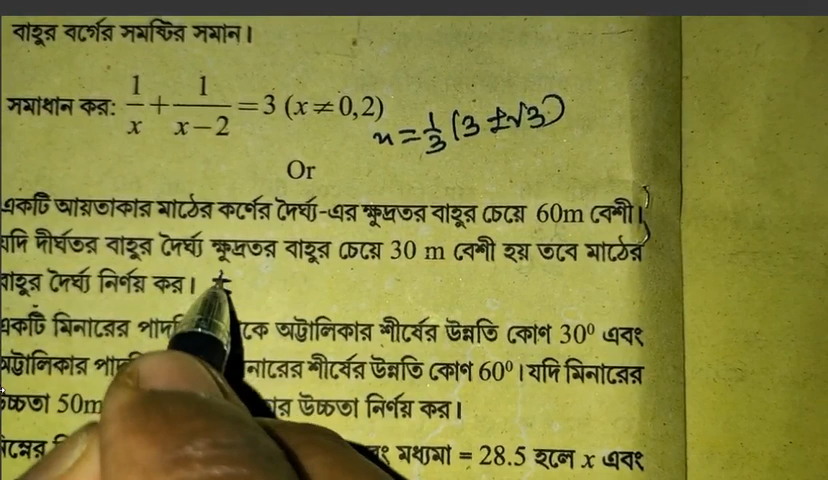 বাহুর বর্গের সমষ্টির সমান।
সমাধান কর: 1/x + 1/(x−2) = 3 (x ≠ 0, 2)
x = 1/3 (3 ± √3)
Or
একটি আয়তাকার মাঠের কর্ণের দৈর্ঘ্য-এর ক্ষুদ্রতর বাহুর চেয়ে 60m বেশী।
যদি দীর্ঘতর বাহুর দৈর্ঘ্য ক্ষুদ্রতর বাহুর চেয়ে 30 m বেশী হয় তবে মাঠের
বাহুর দৈর্ঘ্য নির্ণয় কর।
একটি মিনারের অট্টালিকার শীর্ষের উন্নতি কোণ 30⁰ এবং
অট্টালিকার মিনারের শীর্ষের উন্নতি কোণ 60⁰। যদি মিনারের
উচ্চতা 50m উচ্চতা নির্ণয় কর।
মধ্যমা = 28.5 হলে x এবং